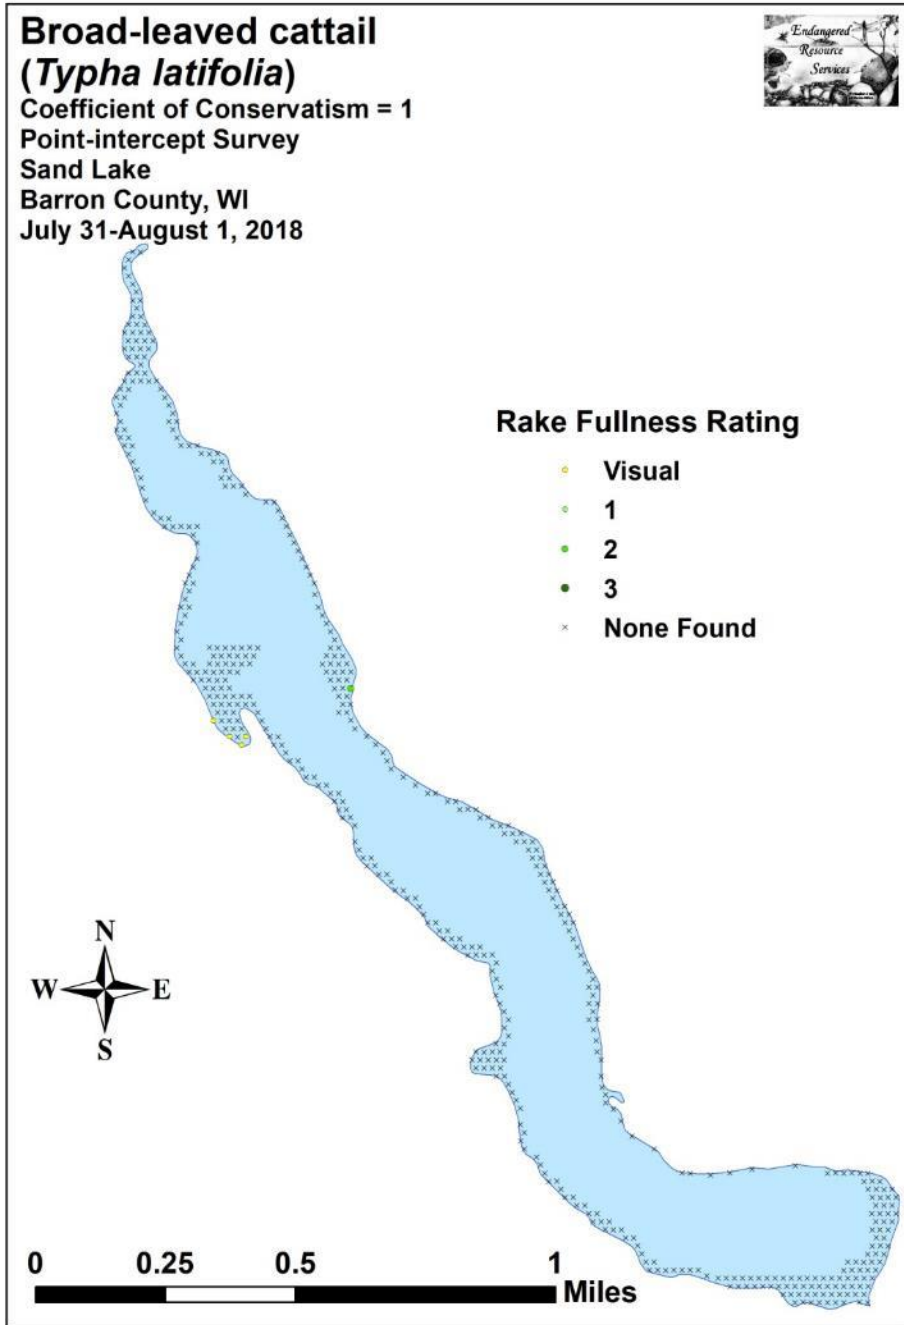 Broad-leaved cattail
(Typha latifolia)
Coefficient of Conservatism = 1
Point-intercept Survey
Sand Lake
Barron County, WI
July 31-August 1, 2018
Endangered
Resource
Services
Rake Fullness Rating
Visual
1
2
3
None Found
N
W E
S
0 0.25 0.5 1
Miles